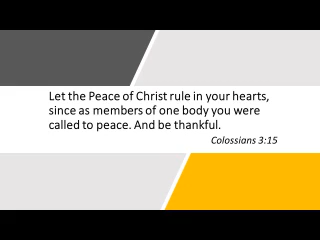 Let the Peace of Christ rule in your hearts,
since as members of one body you were
called to peace. And be thankful.
Colossians 3:15